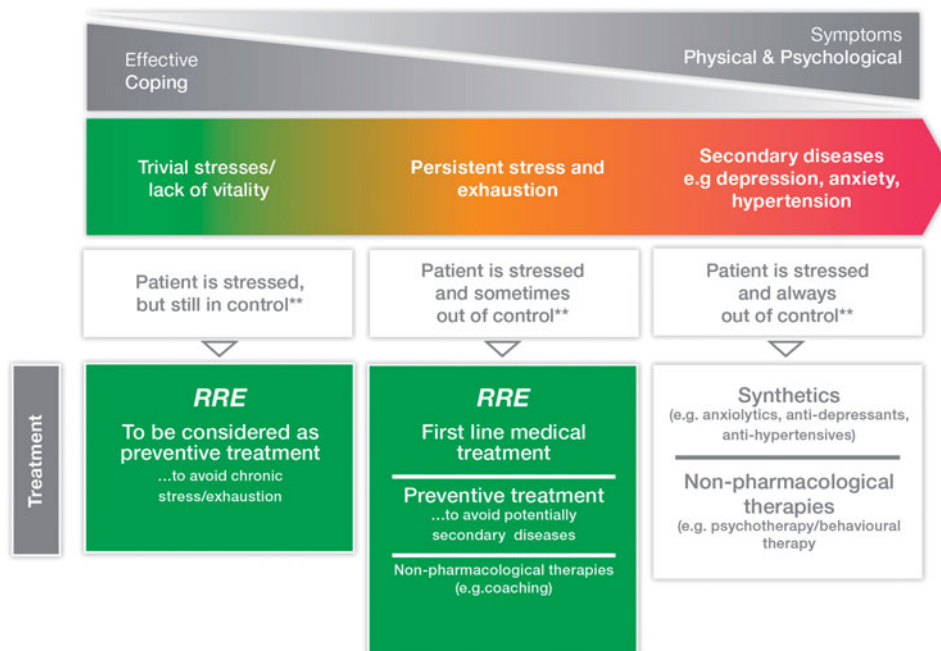 Effective
Coping
Symptoms
Physical & Psychological
Trivial stresses/
lack of vitality
Persistent stress and
exhaustion
Secondary diseases
e.g depression, anxiety,
hypertension
Patient is stressed,
but still in control**
Patient is stressed
and sometimes
out of control**
Patient is stressed
and always
out of control**
Treatment
RRE
To be considered as
preventive treatment
...to avoid chronic
stress/exhaustion
RRE
First line medical
treatment
Preventive treatment
...to avoid potentially
secondary diseases
Non-pharmacological therapies
(e.g.coaching)
Synthetics
(e.g. anxiolytics, anti-depressants,
anti-hypertensives)
Non-pharmacological
therapies
(e.g. psychotherapy/behavioural
therapy